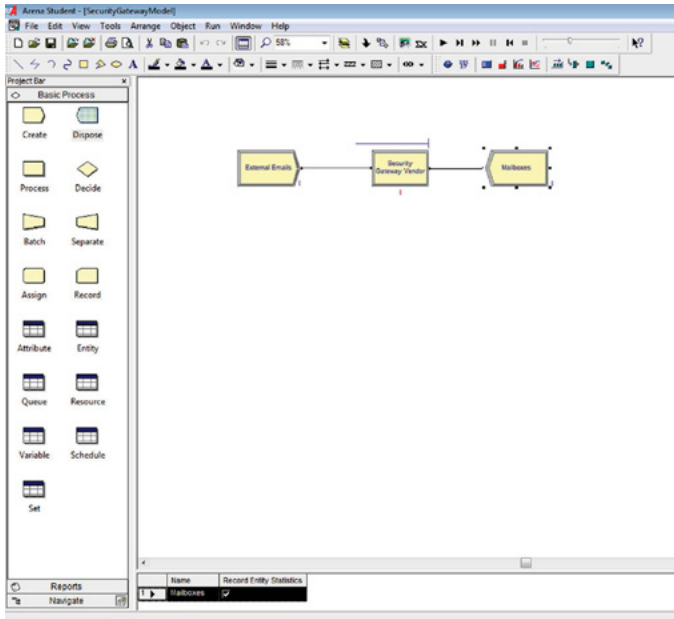 Arena Student - [SecurityGatewayModel]
File Edit View Tools Arrange Object Run Window Help
58%
Project Bar
Basic Process
Create Dispose
Process Decide
Batch Separate
Assign Record
Attribute Entity
Queue Resource
Variable Schedule
Set
Reports
Navigate
External Emails
Security
Gateway Vendor
Mailboxes
Name Record Entity Statistics
1 Mailboxes